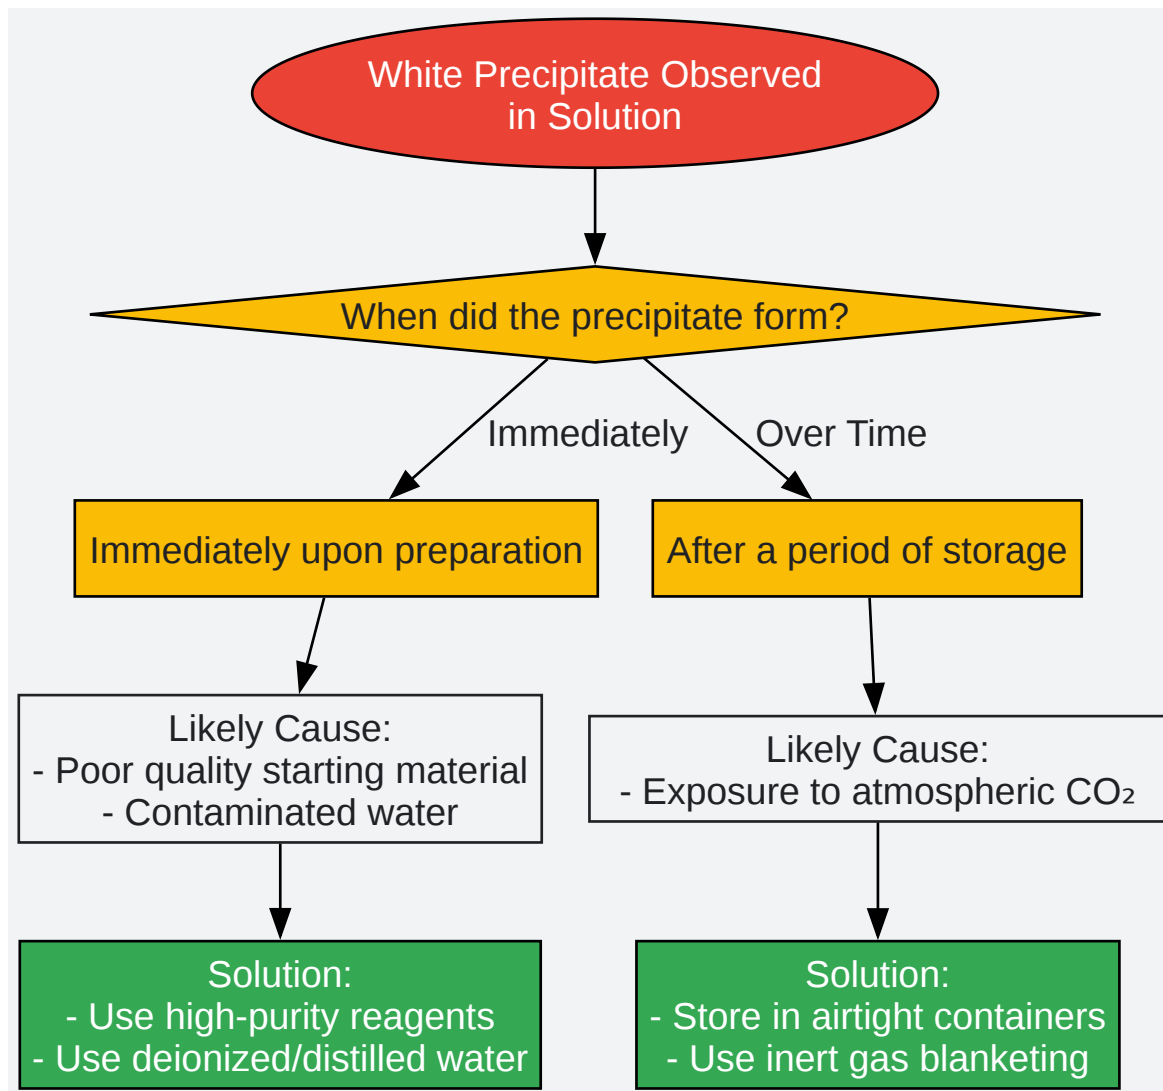 White Precipitate Observed
in Solution
When did the precipitate form?
Immediately
Over Time
Immediately upon preparation
After a period of storage
Likely Cause:
- Poor quality starting material
- Contaminated water
Likely Cause:
- Exposure to atmospheric CO₂
Solution:
- Use high-purity reagents
- Use deionized/distilled water
Solution:
- Store in airtight containers
- Use inert gas blanketing